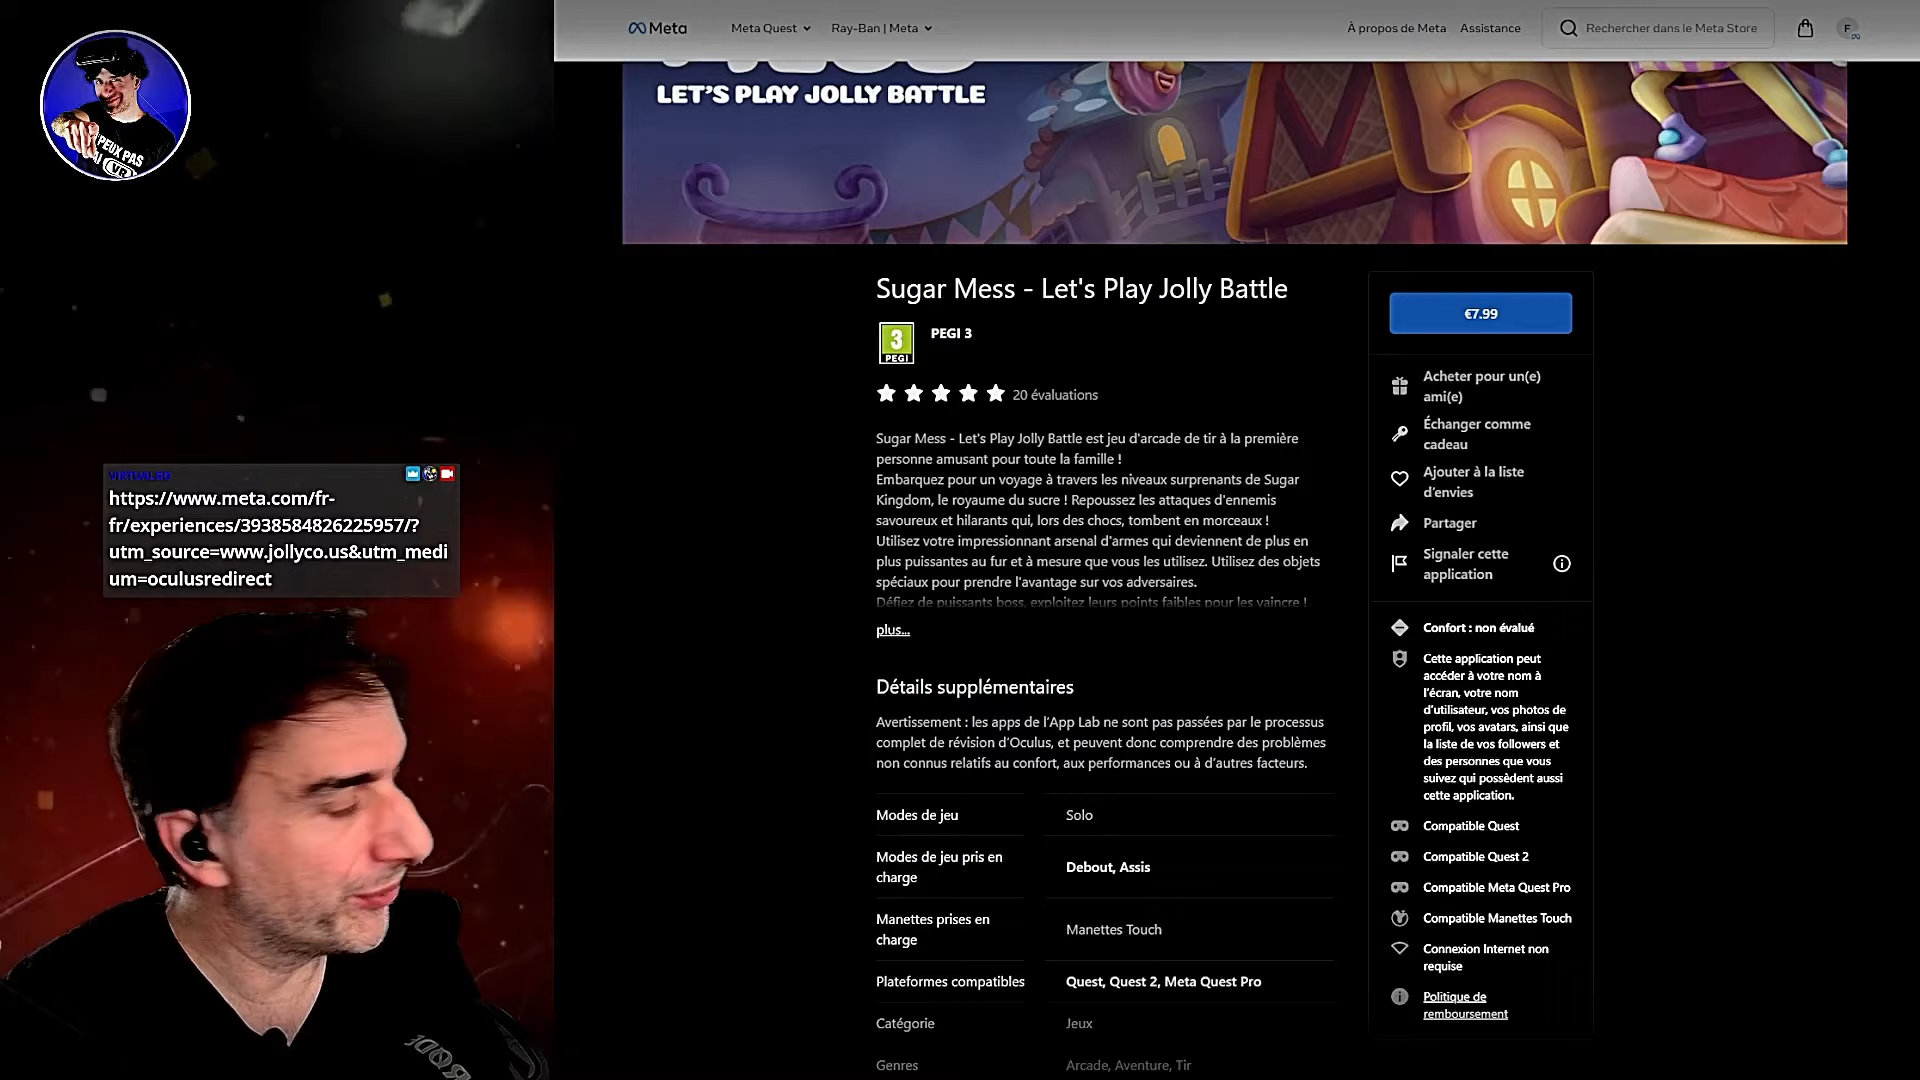 Meta
Meta Quest
Ray-Ban | Meta
À propos de Meta
Assistance
Rechercher dans le Meta Store
F
LET'S PLAY JOLLY BATTLE
PEUX PAS
VR
https://www.meta.com/fr-
fr/experiences/3938584826225957/?
utm_source=www.jollyco.us&utm_medi
um=oculusredirect
Sugar Mess - Let's Play Jolly Battle
3
PEGI
PEGI 3
20 évaluations
Sugar Mess - Let's Play Jolly Battle est jeu d'arcade de tir à la première
personne amusant pour toute la famille !
Embarquez pour un voyage à travers les niveaux surprenants de Sugar
Kingdom, le royaume du sucre ! Repoussez les attaques d'ennemis
savoureux et hilarants qui, lors des chocs, tombent en morceaux !
Utilisez votre impressionnant arsenal d'armes qui deviennent de plus en
plus puissantes au fur et à mesure que vous les utilisez. Utilisez des objets
spéciaux pour prendre l'avantage sur vos adversaires.
Défiez de puissants boss, exploitez leurs points faibles pour les vaincre !
plus...
Détails supplémentaires
Avertissement : les apps de l'App Lab ne sont pas passées par le processus
complet de révision d'Oculus, et peuvent donc comprendre des problèmes
non connus relatifs au confort, aux performances ou à d'autres facteurs.
Modes de jeu
Solo
Modes de jeu pris en
charge
Debout, Assis
Manettes prises en
charge
Manettes Touch
Plateformes compatibles
Quest, Quest 2, Meta Quest Pro
Catégorie
Jeux
Genres
Arcade, Aventure, Tir
€7.99
Acheter pour un(e)
ami(e)
Échanger comme
cadeau
Ajouter à la liste
d'envies
Partager
Signaler cette
application
Confort : non évalué
Cette application peut
accéder à votre nom à
l'écran, votre nom
d'utilisateur, vos photos de
profil, vos avatars, ainsi que
la liste de vos followers et
des personnes que vous
suivez qui possèdent aussi
cette application.
Compatible Quest
Compatible Quest 2
Compatible Meta Quest Pro
Compatible Manettes Touch
Connexion Internet non
requise
Politique de
remboursement